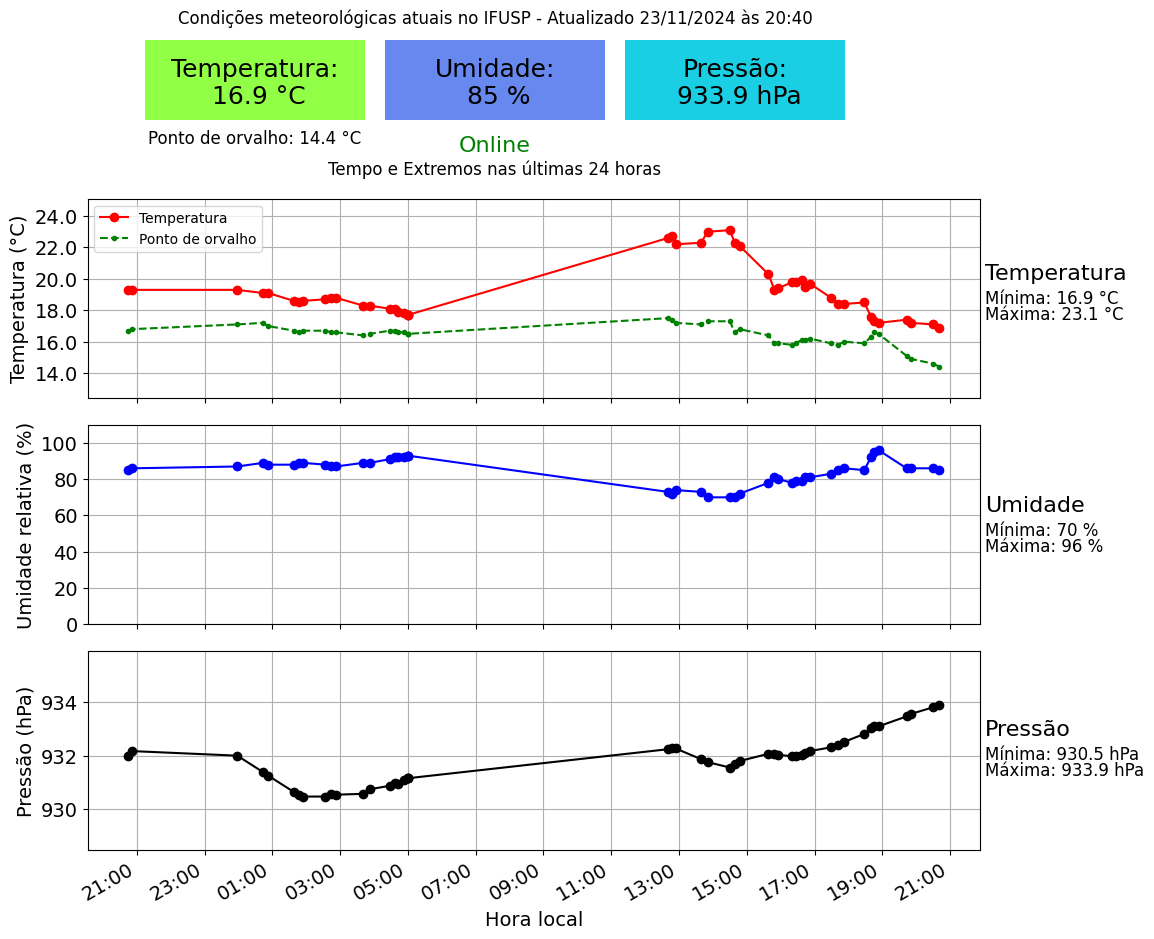 Condições meteorológicas atuais no IFUSP - Atualizado 23/11/2024 às 20:40
Temperatura:
16.9 °C
Umidade:
85 %
Pressão:
933.9 hPa
Ponto de orvalho: 14.4 °C
Online
Tempo e Extremos nas últimas 24 horas
Temperatura (°C)
24.0
22.0
20.0
18.0
16.0
14.0
Temperatura
Ponto de orvalho
Temperatura
Mínima: 16.9 °C
Máxima: 23.1 °C
Umidade relativa (%)
100
80
60
40
20
0
Umidade
Mínima: 70 %
Máxima: 96 %
Pressão (hPa)
934
932
930
Pressão
Mínima: 930.5 hPa
Máxima: 933.9 hPa
21:00 23:00 01:00 03:00 05:00 07:00 09:00 11:00 13:00 15:00 17:00 19:00 21:00
Hora local